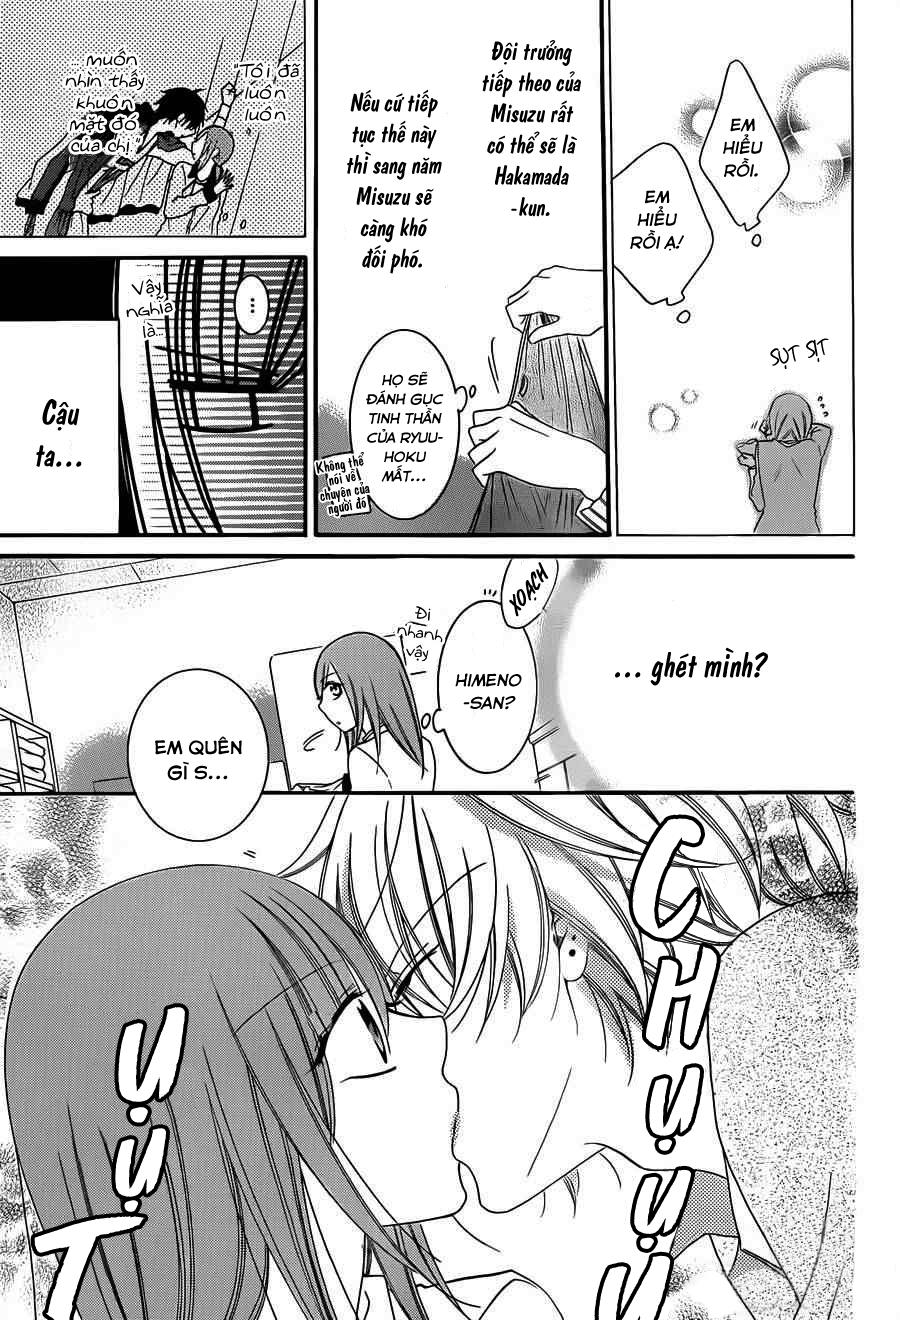 EM
HIỂU
RỒI.
EM
HIỂU
RỒI Ạ!
SỤT SỊT
Đội trưởng
tiếp theo của
Misuzu rất
có thể sẽ là
Hakamada
-kun.
Nếu cứ tiếp
tục thế này
thì sang năm
Misuzu sẽ
càng khó
đối phó.
HỌ SẼ
ĐÁNH GỤC
TINH THẦN
CỦA RYUU-
HOKU
MẤT...
Không thể
nói về
chuyện của
người đó
"Tôi đã
luôn
luôn
... muốn
nhìn thấy
khuôn
mặt đó
của chị."
...
Vậy
nghĩa
là...
Cậu
ta...
... ghét mình?
XOẠCH
HIMENO
-SAN?
Đi
nhanh
vậy
EM QUÊN
GÌ S...
CHỤỤ
ỤỤT